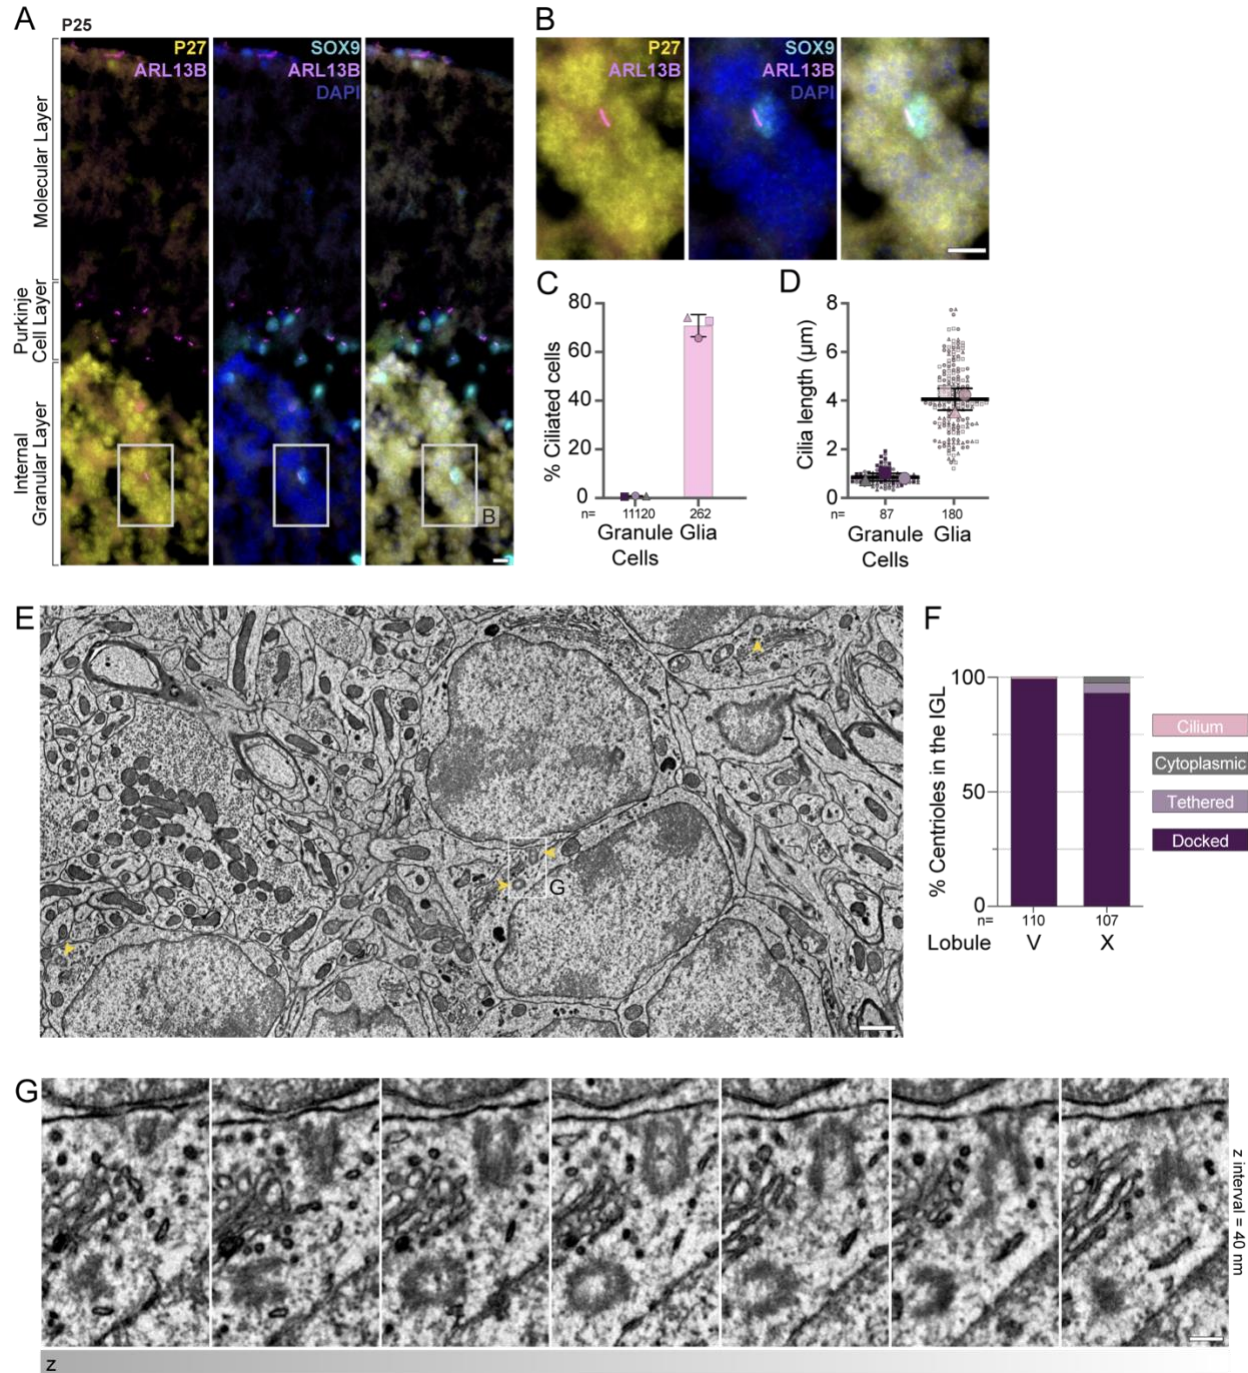 A
P25
P27
ARL13B
SOX9
ARL13B
DAPI
Molecular Layer
Purkinje
Cell Layer
Internal
Granular Layer
B
B
P27
ARL13B
SOX9
ARL13B
DAPI
C
% Ciliated cells
80
60
40
20
0
n=
11120
262
Granule
Cells
Glia
D
Cilia length (μm)
8
6
4
2
0
n=
87
180
Granule
Cells
Glia
E
G
F
% Centrioles in the IGL
100
50
0
n=
110
107
Lobule
V
X
Cilium
Cytoplasmic
Tethered
Docked
G
z interval = 40 nm
z